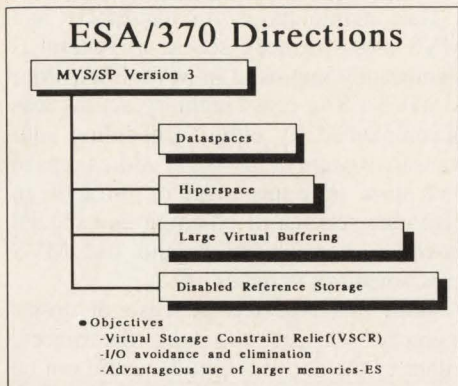 ESA/370 Directions
MVS/SP Version 3
Dataspaces
Hiperspace
Large Virtual Buffering
Disabled Reference Storage
Objectives
-Virtual Storage Constraint Relief(VSCR)
-I/O avoidance and elimination
-Advantageous use of larger memories-ES